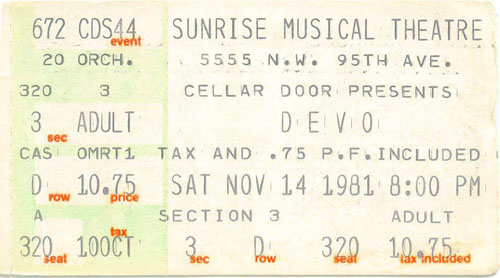 672 CDS44 SUNRISE MUSICAL THEATRE
event
20 ORCH. 5555 N.W. 95TH AVE.
320 3 CELLAR DOOR PRESENTS
3 ADULT D E V O
sec
CAS OMRT1 TAX AND .75 P.F. INCLUDED
D 10.75 SAT NOV 14 1981 8:00 PM
row price
A SECTION 3 ADULT
tax
320 100CT 3 D 320 10.75
seat sec row seat tax included